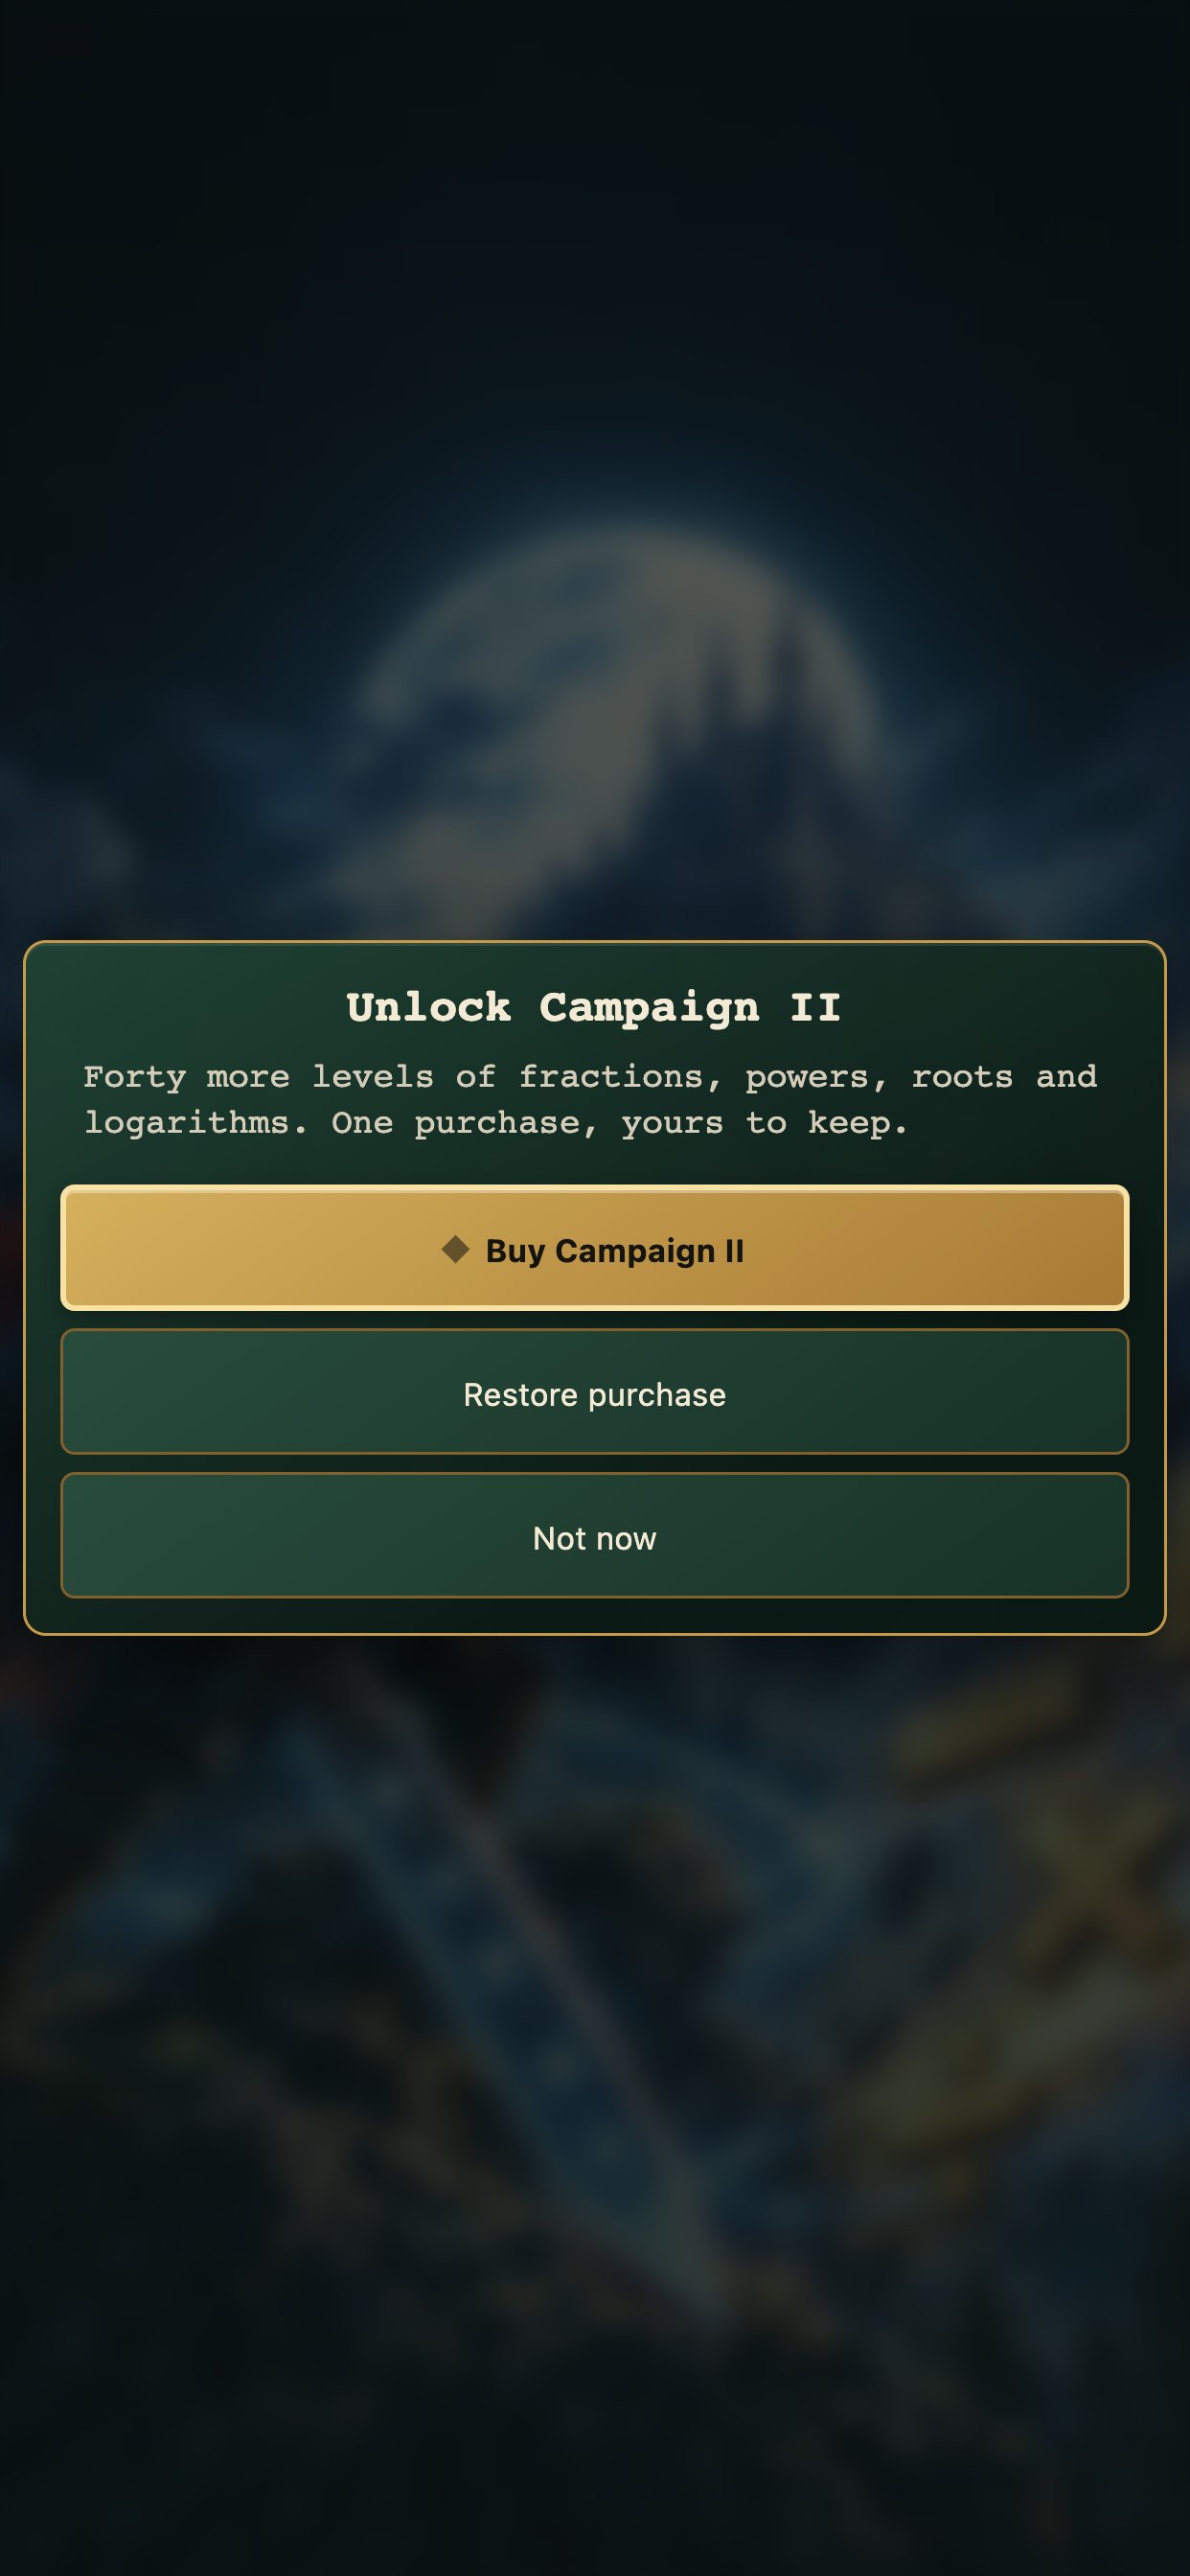 Unlock Campaign II
Forty more levels of fractions, powers, roots and
logarithms. One purchase, yours to keep.
Buy Campaign II
Restore purchase
Not now